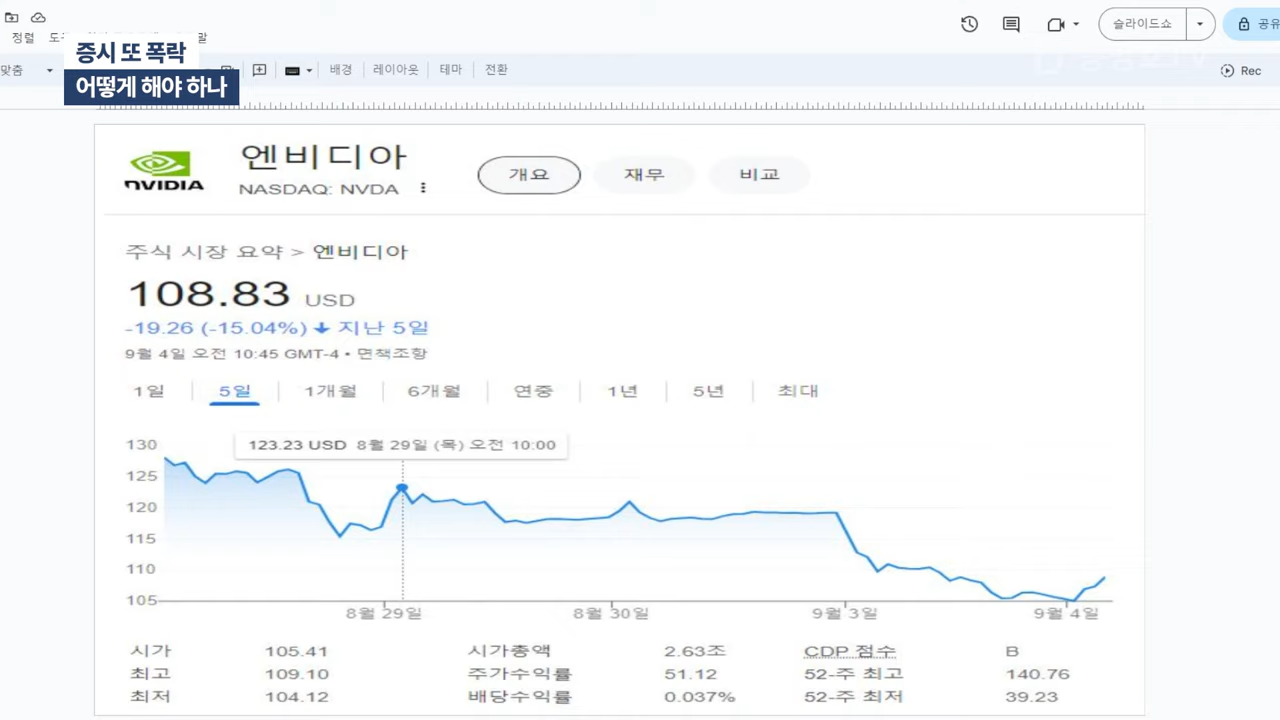 정렬
증시 또 폭락
어떻게 해야 하나
슬라이드쇼
공유
맞춤
배경
레이아웃
테마
전환
Rec
nVIDIA
엔비디아
NASDAQ: NVDA
개요
재무
비교
주식 시장 요약 > 엔비디아
108.83 USD
-19.26 (-15.04%) ↓ 지난 5일
9월 4일 오전 10:45 GMT-4 • 면책조항
1일
5일
1개월
6개월
연중
1년
5년
최대
123.23 USD 8월 29일 (목) 오전 10:00
130
125
120
115
110
105
8월 29일
8월 30일
9월 3일
9월 4일
시가 105.41 시가총액 2.63조 CDP 점수 B
최고 109.10 주가수익률 51.12 52-주 최고 140.76
최저 104.12 배당수익률 0.037% 52-주 최저 39.23